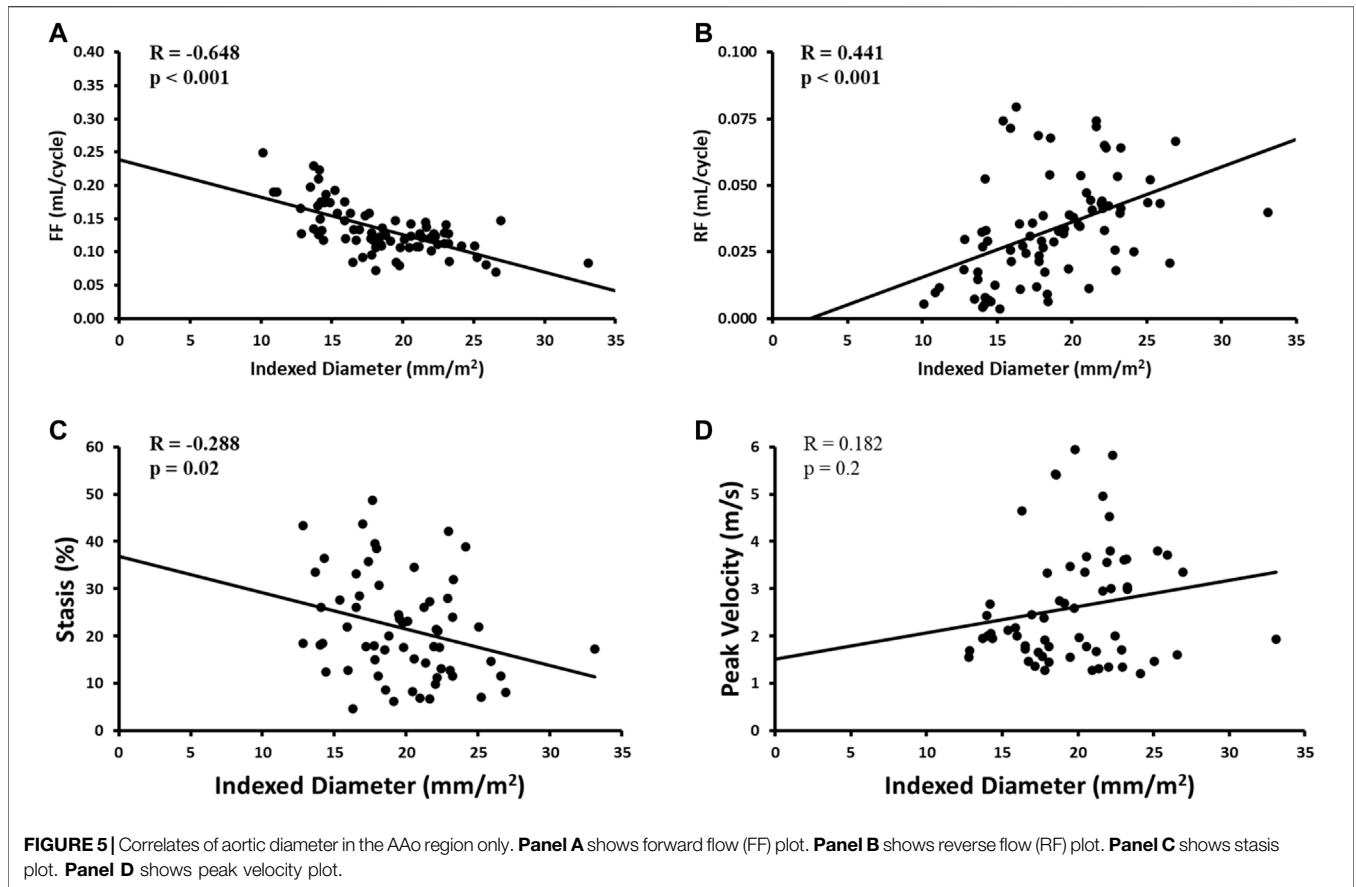 A
R = -0.648
p < 0.001
FF (mL/cycle)
0.40
0.35
0.30
0.25
0.20
0.15
0.10
0.05
0.00
0 5 10 15 20 25 30 35
Indexed Diameter (mm/m²)
B
R = 0.441
p < 0.001
RF (mL/cycle)
0.100
0.075
0.050
0.025
0.000
0 5 10 15 20 25 30 35
Indexed Diameter (mm/m²)
C
R = -0.288
p = 0.02
Stasis (%)
60
50
40
30
20
10
0
0 5 10 15 20 25 30 35
Indexed Diameter (mm/m²)
D
R = 0.182
p = 0.2
Peak Velocity (m/s)
6
5
4
3
2
1
0
0 5 10 15 20 25 30 35
Indexed Diameter (mm/m²)
FIGURE 5 | Correlates of aortic diameter in the AAo region only. Panel A shows forward flow (FF) plot. Panel B shows reverse flow (RF) plot. Panel C shows stasis
plot. Panel D shows peak velocity plot.